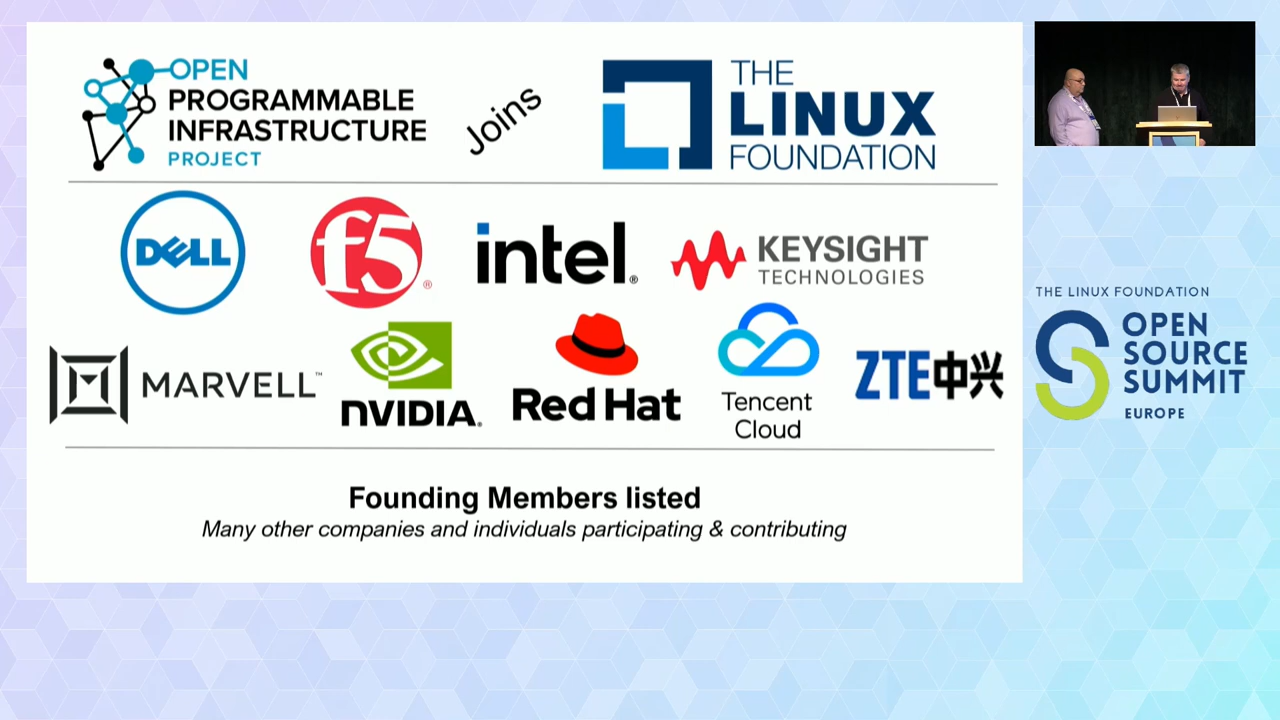 OPEN
PROGRAMMABLE
INFRASTRUCTURE
PROJECT
Joins
THE
LINUX
FOUNDATION
DELL
f5®
intel®
KEYSIGHT
TECHNOLOGIES
MARVELL™
NVIDIA®
Red Hat
Tencent
Cloud
ZTE中兴
Founding Members listed
Many other companies and individuals participating & contributing
THE LINUX FOUNDATION
OPEN
SOURCE
SUMMIT
EUROPE